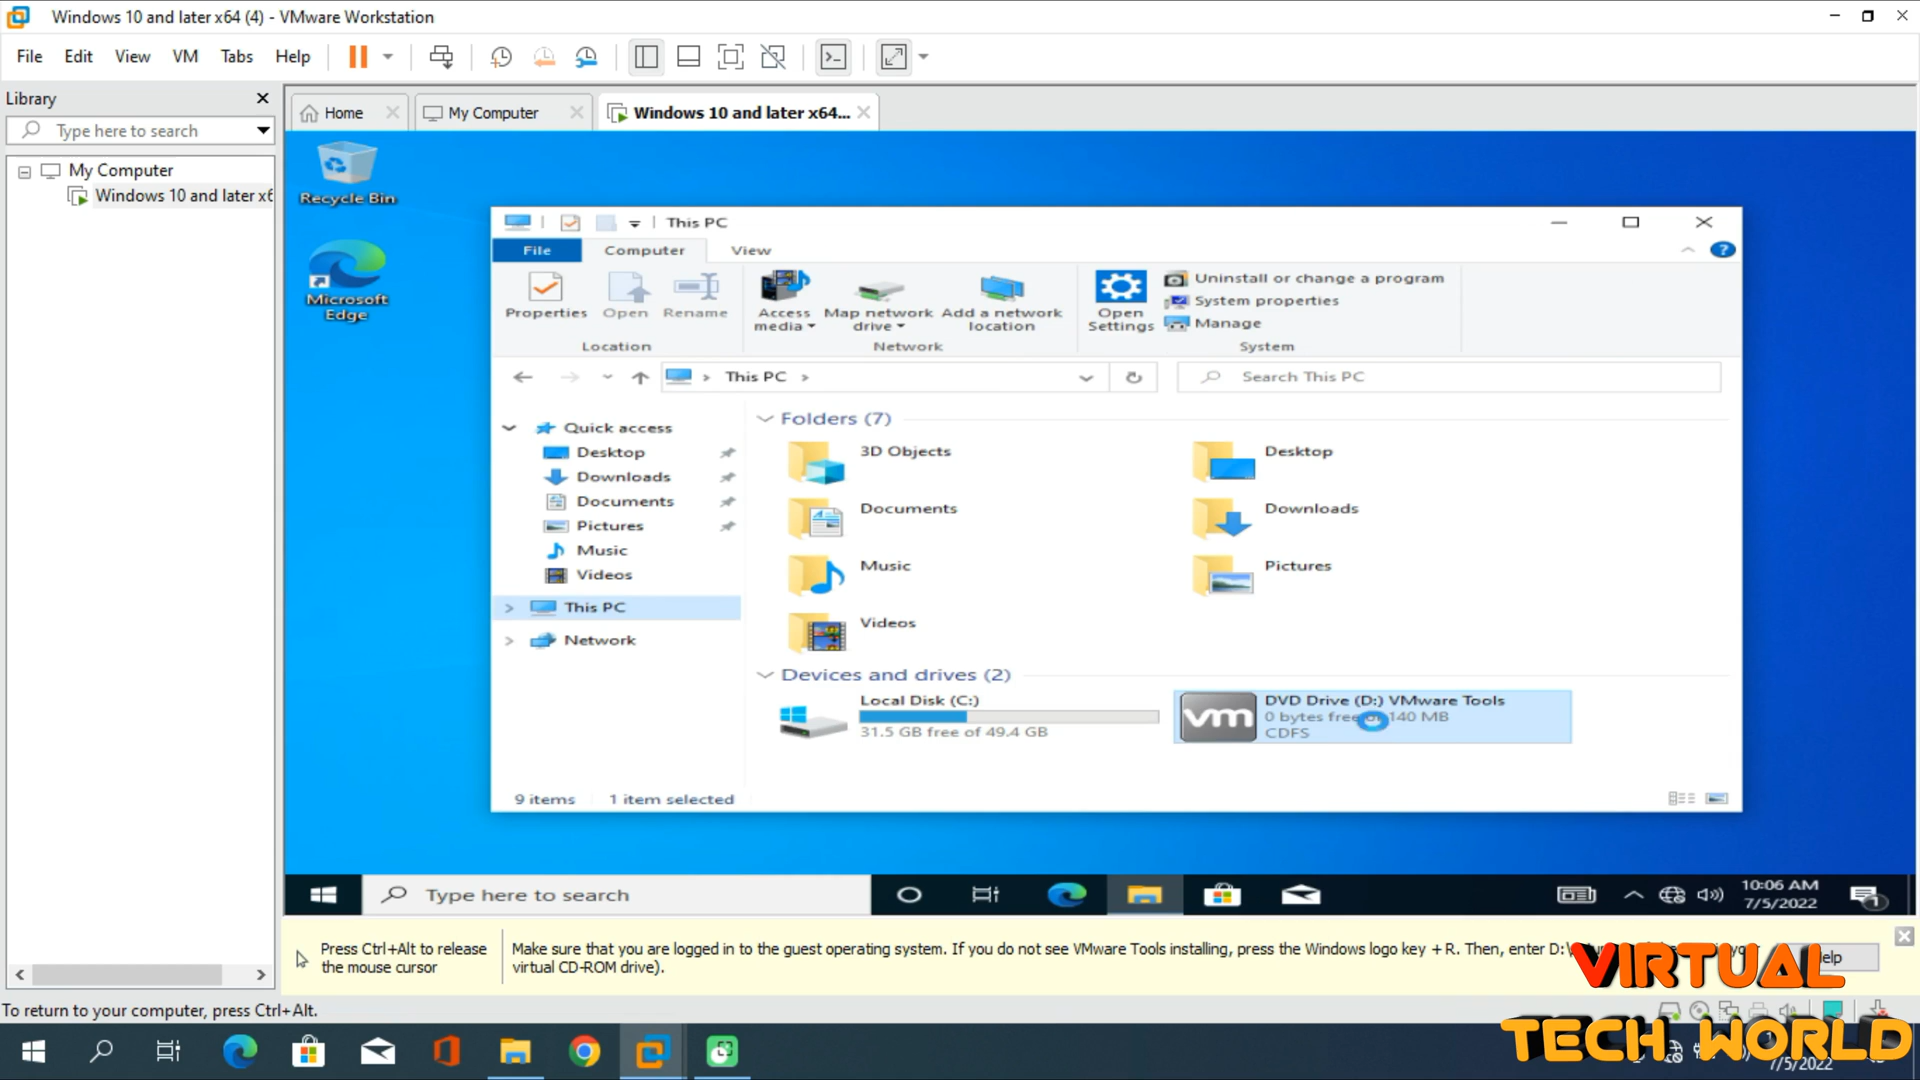 Windows 10 and later x64 (4) - VMware Workstation
File Edit View VM Tabs Help
Library
Type here to search
My Computer
Windows 10 and later x6
Home
My Computer
Windows 10 and later x64...
Recycle Bin
Microsoft
Edge
This PC
File Computer View
Properties
Open
Rename
Location
Access
media
Map network
drive
Add a network
location
Network
Open
Settings
Uninstall or change a program
System properties
Manage
System
This PC
Search This PC
Quick access
Desktop
Downloads
Documents
Pictures
Music
Videos
This PC
Network
Folders (7)
3D Objects
Desktop
Documents
Downloads
Music
Pictures
Videos
Devices and drives (2)
Local Disk (C:)
31.5 GB free of 49.4 GB
vm
DVD Drive (D:) VMware Tools
0 bytes free of 140 MB
CDFS
9 items 1 item selected
Type here to search
10:06 AM
7/5/2022
1
Press Ctrl+Alt to release
the mouse cursor
Make sure that you are logged in to the guest operating system. If you do not see VMware Tools installing, press the Windows logo key + R. Then, enter D:\
virtual CD-ROM drive).
To return to your computer, press Ctrl+Alt.
VIRTUAL
TECH WORLD
7/5/2022